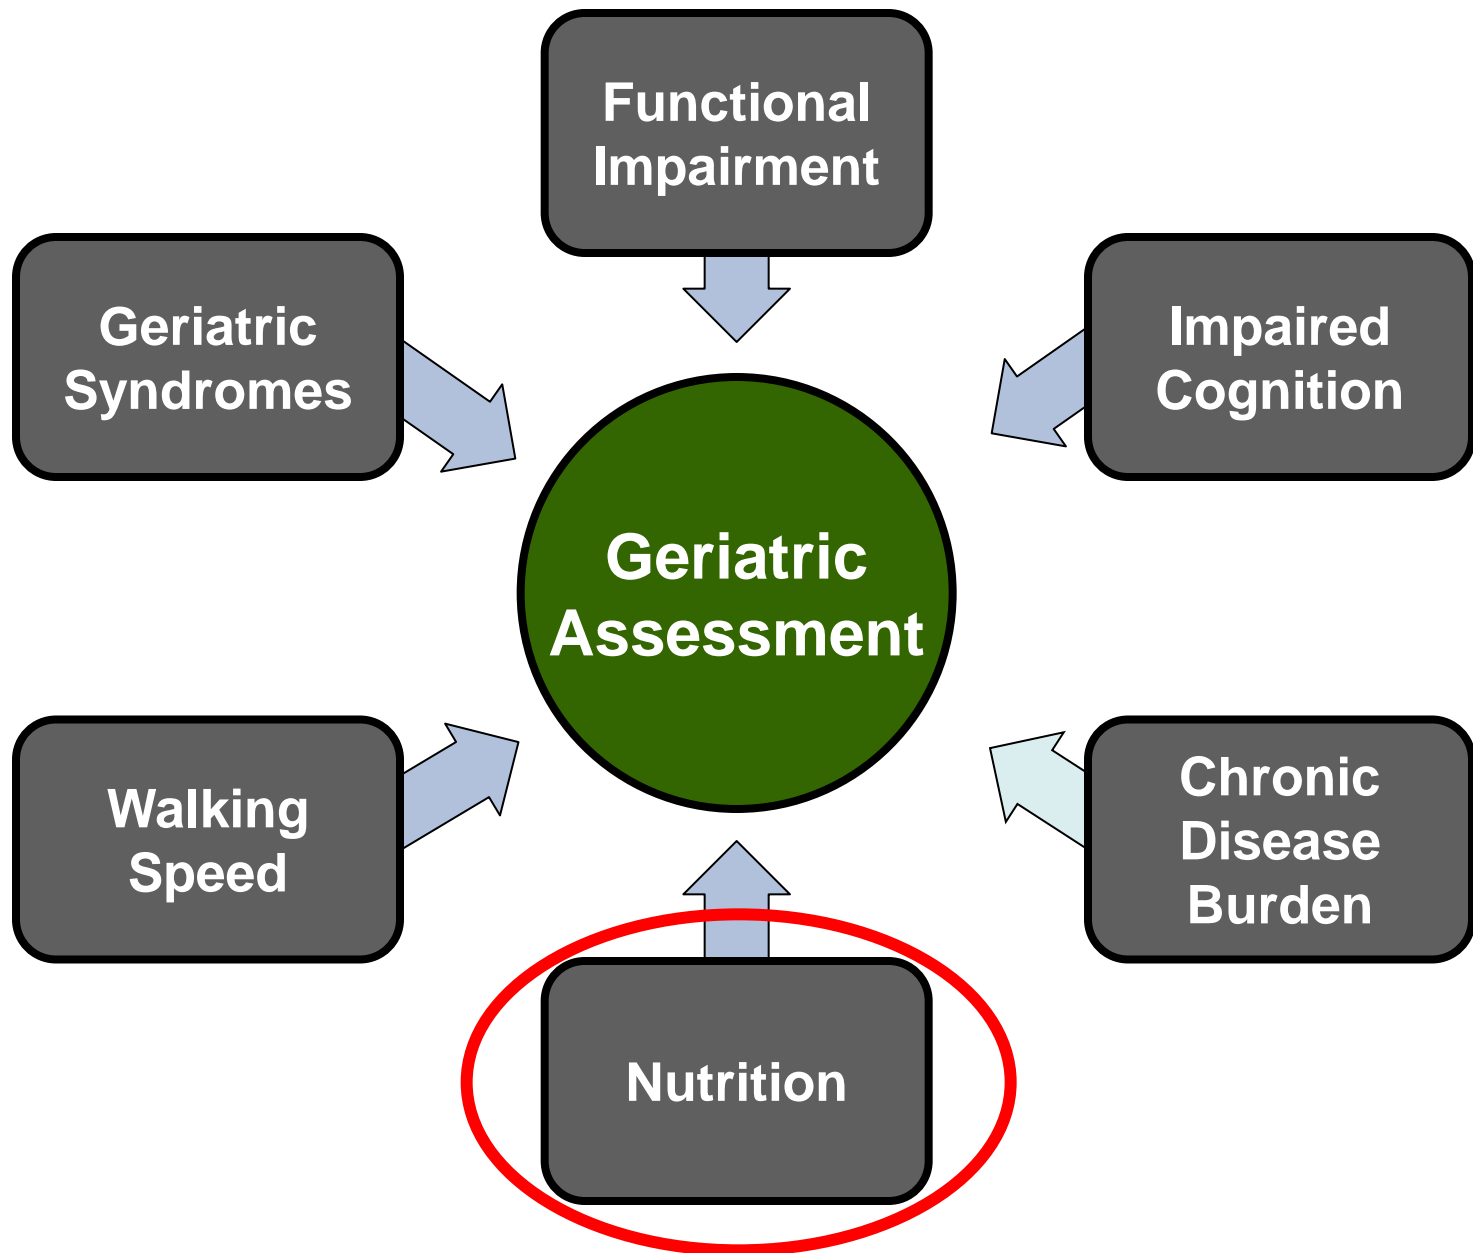 Functional
Impairment
Geriatric
Syndromes
Impaired
Cognition
Geriatric
Assessment
Walking
Speed
Chronic
Disease
Burden
Nutrition